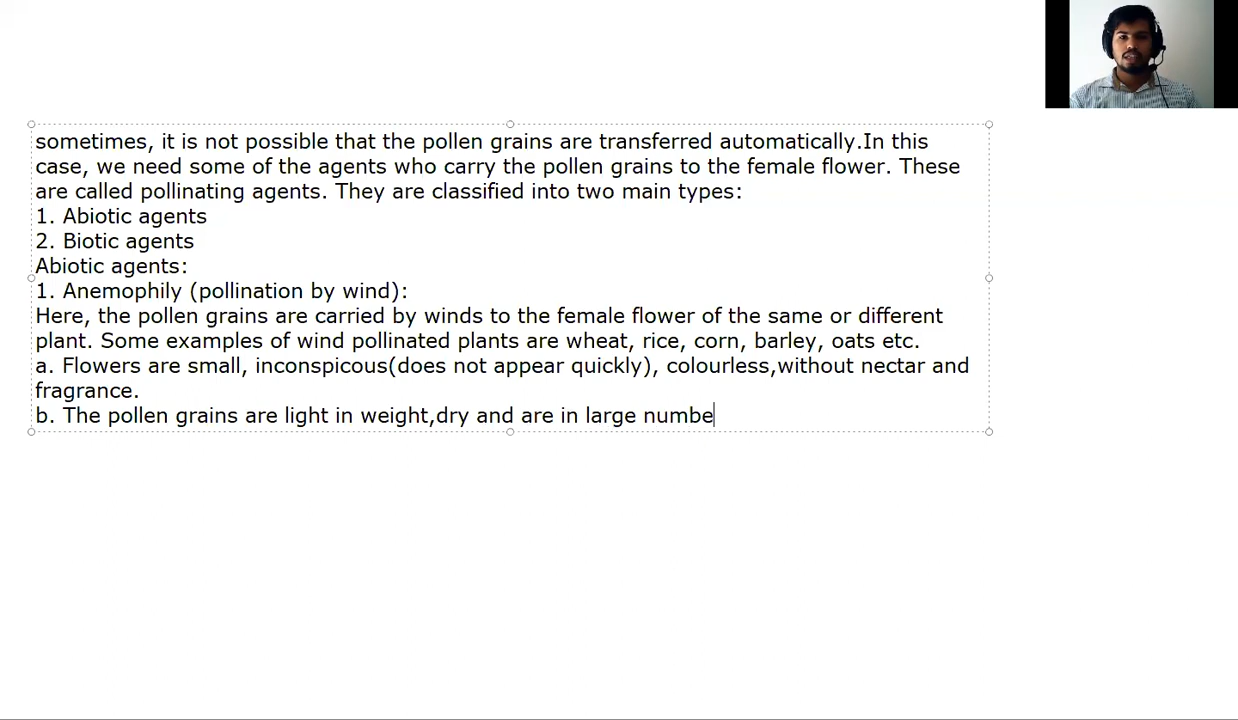 sometimes, it is not possible that the pollen grains are transferred automatically.In this
case, we need some of the agents who carry the pollen grains to the female flower. These
are called pollinating agents. They are classified into two main types:
1. Abiotic agents
2. Biotic agents
Abiotic agents:
1. Anemophily (pollination by wind):
Here, the pollen grains are carried by winds to the female flower of the same or different
plant. Some examples of wind pollinated plants are wheat, rice, corn, barley, oats etc.
a. Flowers are small, inconspicous(does not appear quickly), colourless,without nectar and
fragrance.
b. The pollen grains are light in weight,dry and are in large numbe